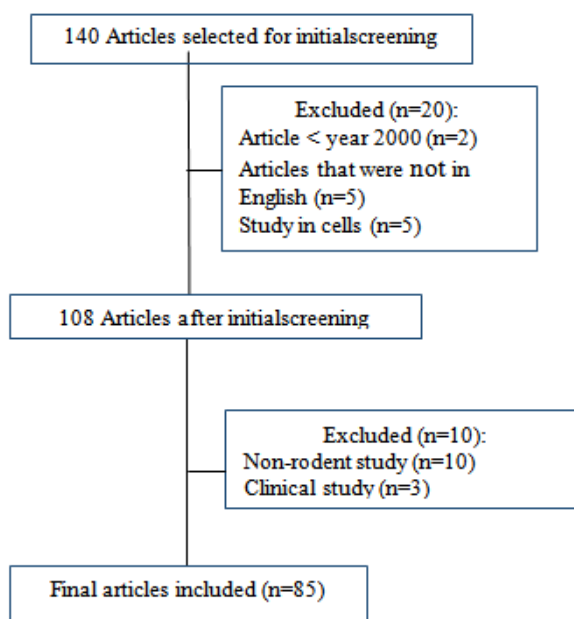 140 Articles selected for initialscreening
Excluded (n=20):
Article < year 2000 (n=2)
Articles that were not in
English (n=5)
Study in cells (n=5)
108 Articles after initialscreening
Excluded (n=10):
Non-rodent study (n=10)
Clinical study (n=3)
Final articles included (n=85)